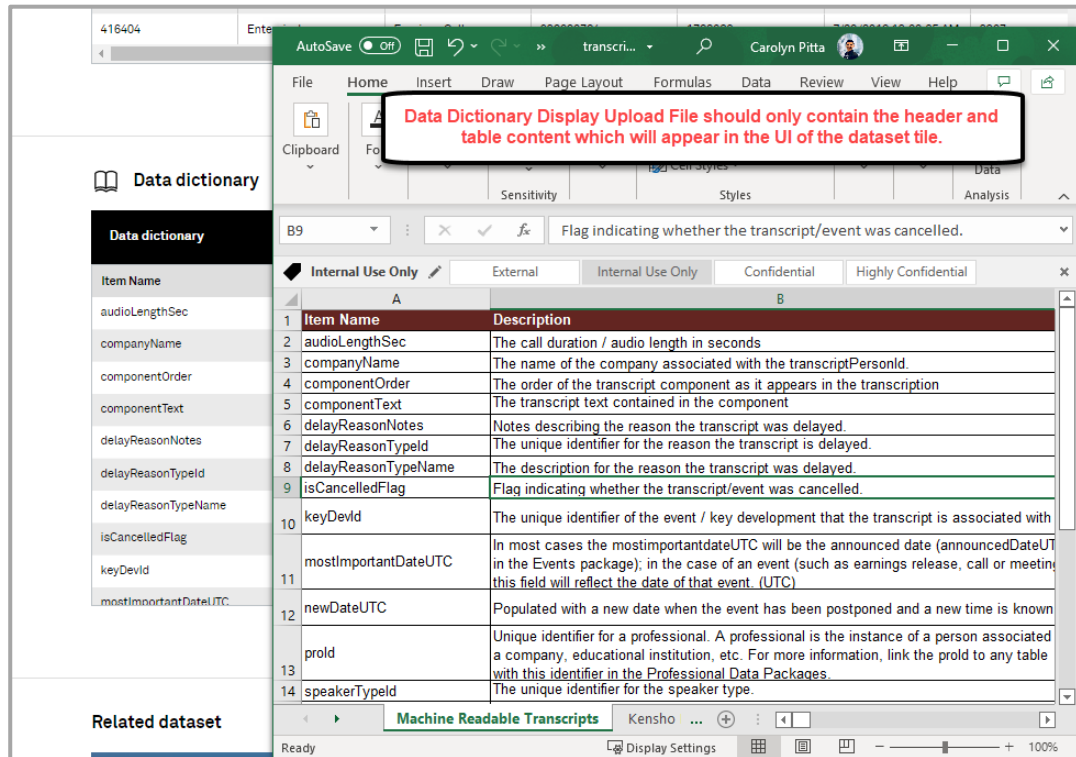 416404
Data dictionary
Data dictionary
Item Name
audioLengthSec
companyName
componentOrder
componentText
delayReasonNotes
delayReasonTypeId
delayReasonTypeName
isCancelledFlag
keyDevId
mostImportantDateUTC
Related dataset
AutoSave Off transcri... Carolyn Pitta
File Home Insert Draw Page Layout Formulas Data Review View Help
Data Dictionary Display Upload File should only contain the header and
table content which will appear in the UI of the dataset tile.
Clipboard
Cell Styles
Data
Sensitivity Styles Analysis
B9 fx Flag indicating whether the transcript/event was cancelled.
Internal Use Only External Internal Use Only Confidential Highly Confidential
A B
1 Item Name Description
2 audioLengthSec The call duration / audio length in seconds
3 companyName The name of the company associated with the transcriptPersonId.
4 componentOrder The order of the transcript component as it appears in the transcription
5 componentText The transcript text contained in the component
6 delayReasonNotes Notes describing the reason the transcript was delayed.
7 delayReasonTypeId The unique identifier for the reason the transcript is delayed.
8 delayReasonTypeName The description for the reason the transcript was delayed.
9 isCancelledFlag Flag indicating whether the transcript/event was cancelled.
10 keyDevId The unique identifier of the event / key development that the transcript is associated with
In most cases the mostimportantdateUTC will be the announced date (announcedDateUT
mostImportantDateUTC in the Events package); in the case of an event (such as earnings release, call or meeting
11 this field will reflect the date of that event. (UTC)
12 newDateUTC Populated with a new date when the event has been postponed and a new time is known
Unique identifier for a professional. A professional is the instance of a person associated
proId a company, educational institution, etc. For more information, link the proId to any table
13 with this identifier in the Professional Data Packages.
14 speakerTypeId The unique identifier for the speaker type.
Machine Readable Transcripts Kensho ...
Ready Display Settings 100%